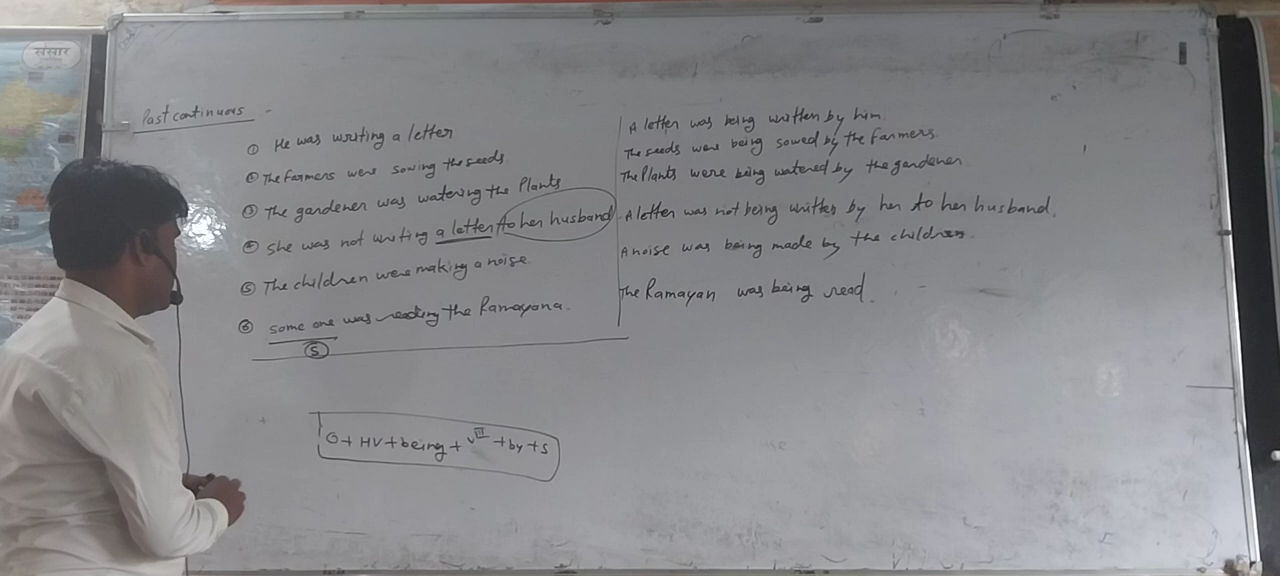 संसार
Past continuous -
① He was writing a letter
A letter was being written by him.
② The farmers were sowing the seeds
The seeds were being sowed by the farmers.
③ The gardener was watering the Plants
The Plants were being watered by the gardener
④ She was not writing a letter to her husband
A letter was not being written by her to her husband.
⑤ The children were making a noise
A noise was being made by the children
⑥ some one was reading the Ramayana.
The Ramayan was being read.
Ⓢ
O + HV + being + V III + by + S